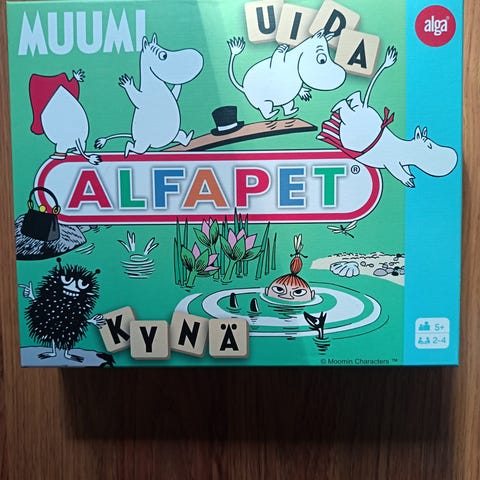 MUUMI
UIDA
alga®
ALFAPET®
KYNÄ
5+
2-4
© Moomin Characters ™